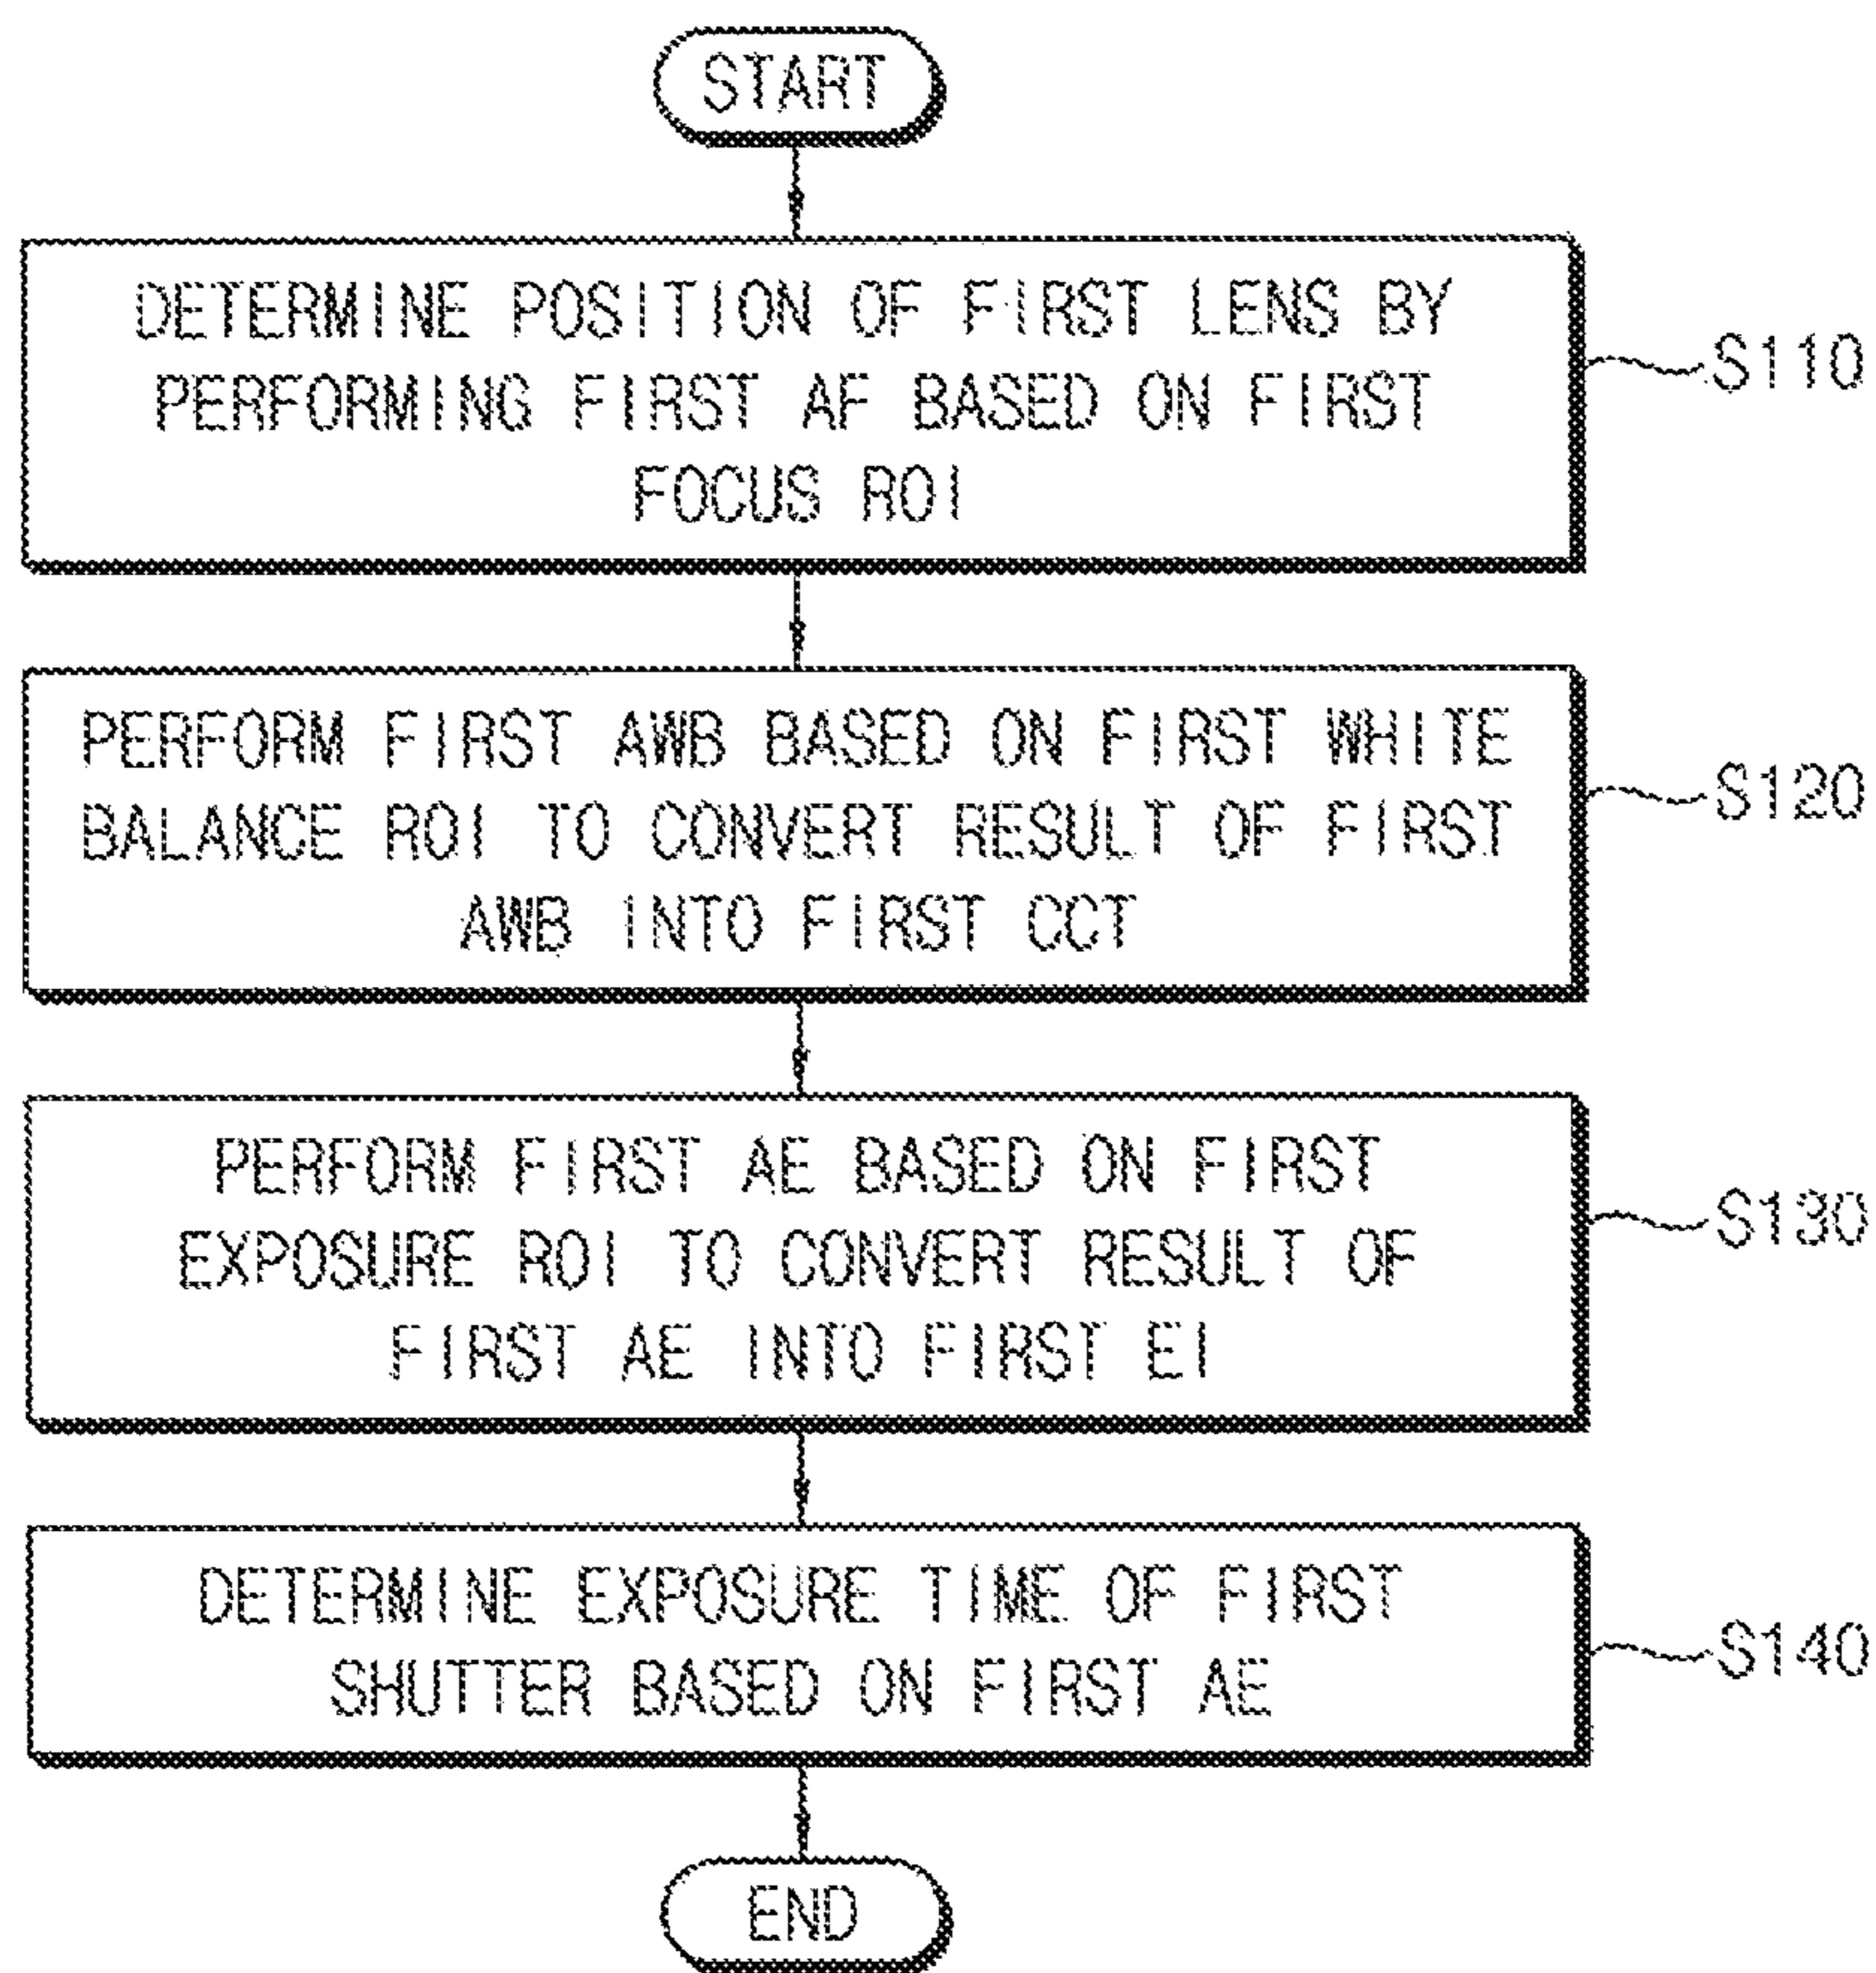 START
DETERMINE POSITION OF FIRST LENS BY
PERFORMING FIRST AF BASED ON FIRST
FOCUS ROI
S110
PERFORM FIRST AWB BASED ON FIRST WHITE
BALANCE ROI TO CONVERT RESULT OF FIRST
AWB INTO FIRST CCT
S120
PERFORM FIRST AE BASED ON FIRST
EXPOSURE ROI TO CONVERT RESULT OF
FIRST AE INTO FIRST EI
S130
DETERMINE EXPOSURE TIME OF FIRST
SHUTTER BASED ON FIRST AE
S140
END